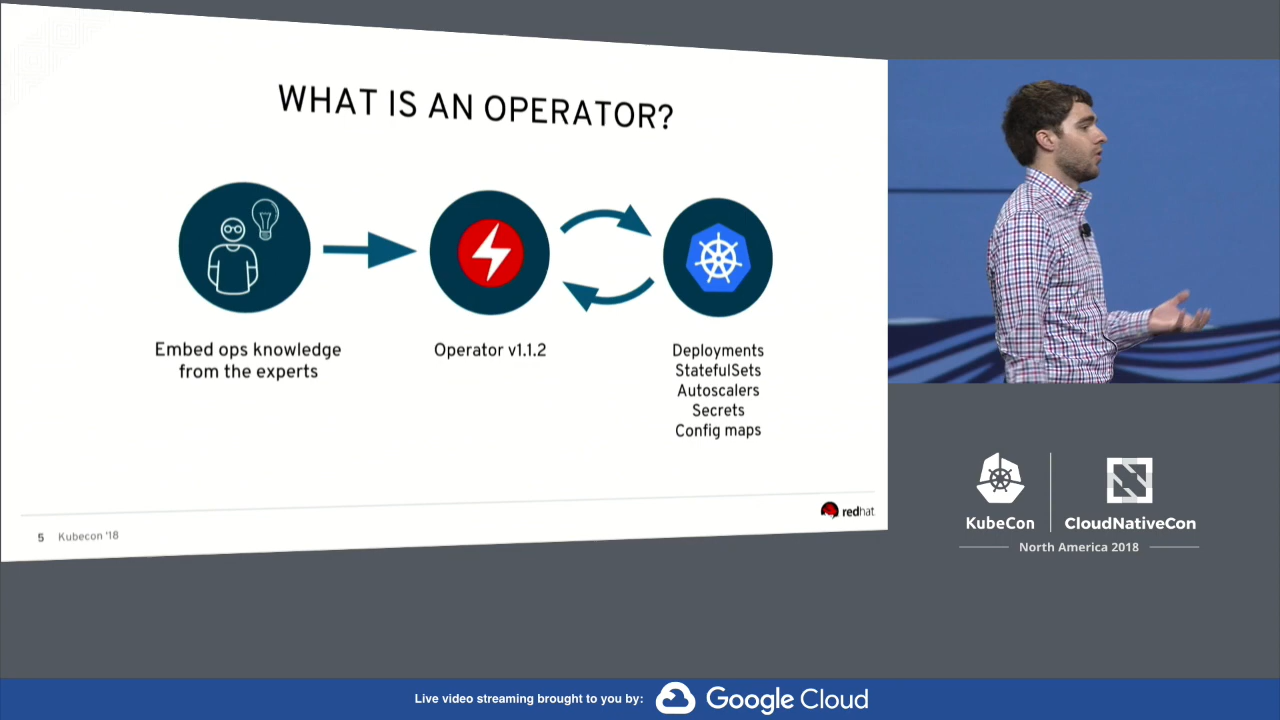 WHAT IS AN OPERATOR?
Embed ops knowledge
from the experts
Operator v1.1.2
Deployments
StatefulSets
Autoscalers
Secrets
Config maps
5 Kubecon '18
redhat
KubeCon
CloudNativeCon
North America 2018
Live video streaming brought to you by:
Google Cloud